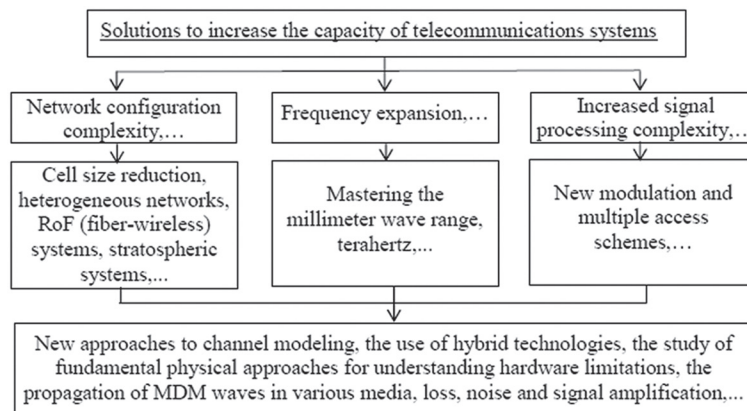 Solutions to increase the capacity of telecommunications systems
Network configuration
complexity,…
Frequency expansion,…
Increased signal
processing complexity,…
Cell size reduction,
heterogeneous networks,
RoF (fiber-wireless)
systems, stratospheric
systems,...
Mastering the
millimeter wave range,
terahertz,...
New modulation and
multiple access
schemes,…
New approaches to channel modeling, the use of hybrid technologies, the study of
fundamental physical approaches for understanding hardware limitations, the
propagation of MDM waves in various media, loss, noise and signal amplification,...